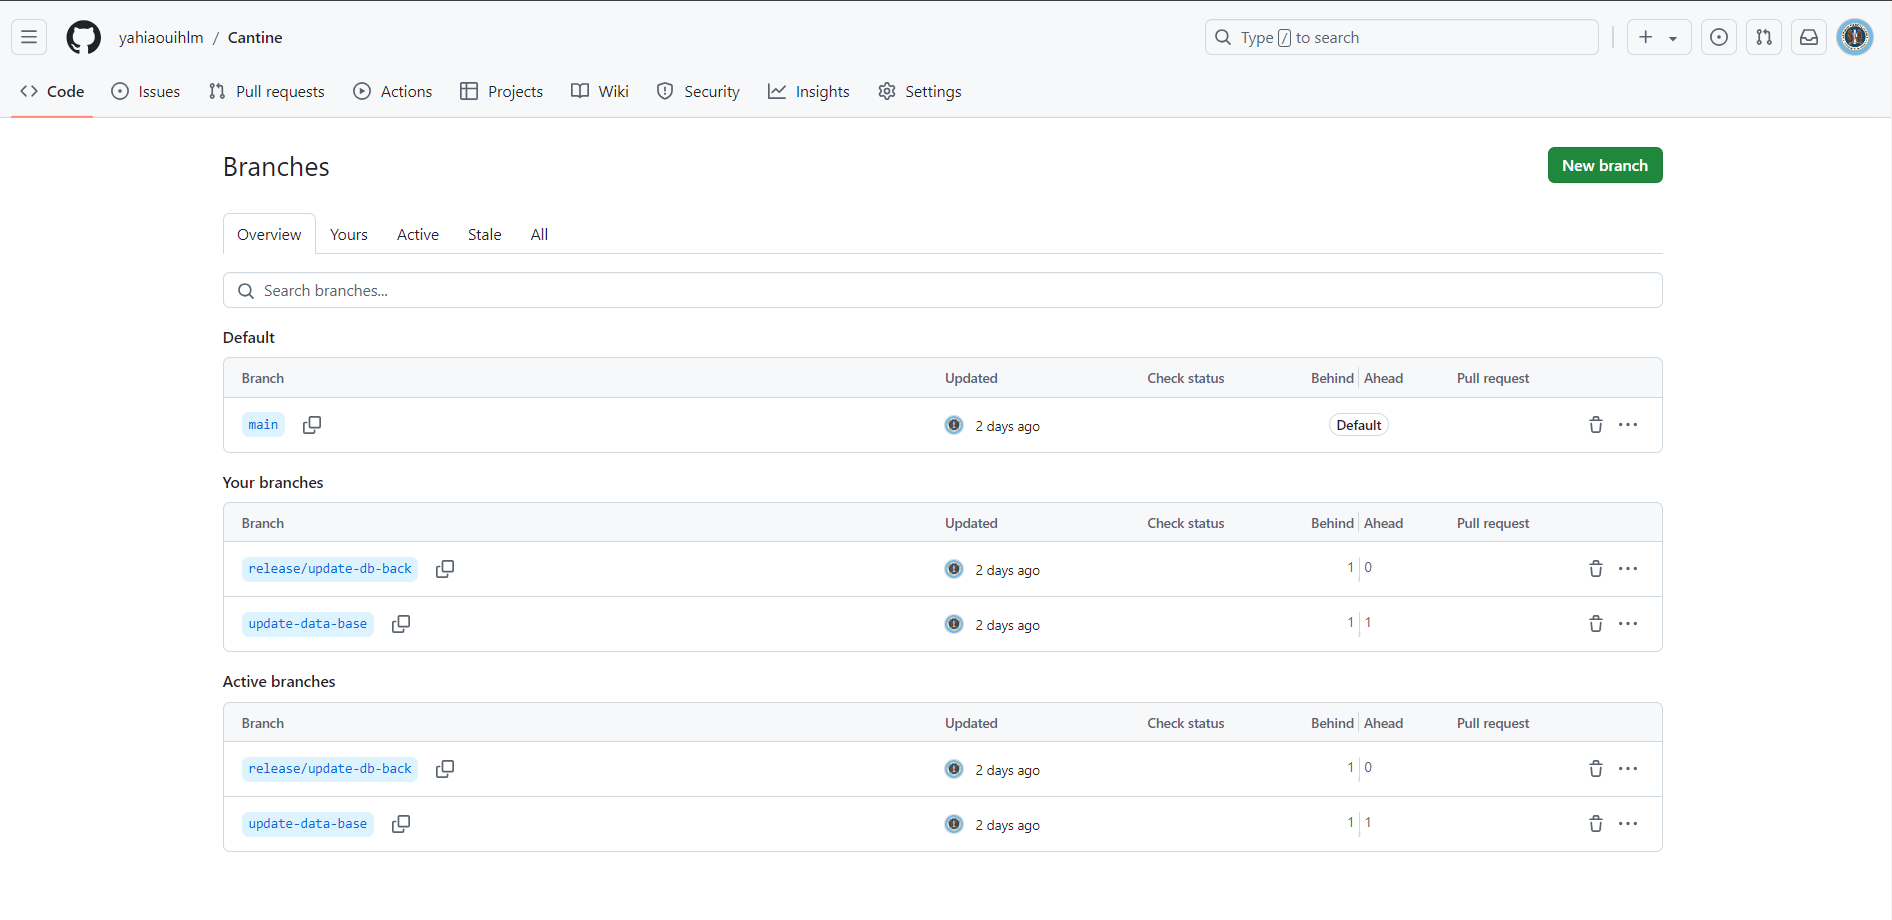 yahiaouihlm / Cantine
Type / to search
Code Issues Pull requests Actions Projects Wiki Security Insights Settings
Branches
New branch
Overview Yours Active Stale All
Search branches...
Default
Branch Updated Check status Behind Ahead Pull request
main 2 days ago Default
Your branches
Branch Updated Check status Behind Ahead Pull request
release/update-db-back 2 days ago 1 0
update-data-base 2 days ago 1 1
Active branches
Branch Updated Check status Behind Ahead Pull request
release/update-db-back 2 days ago 1 0
update-data-base 2 days ago 1 1